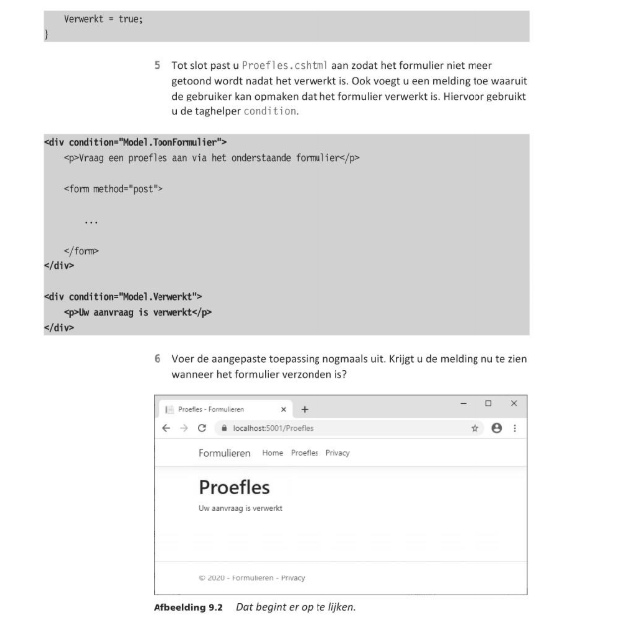 Verwerkt = true;
}
5 Tot slot past u Proefles.cshtml aan zodat het formulier niet meer
getoond wordt nadat het verwerkt is. Ook voegt u een melding toe waaruit
de gebruiker kan opmaken dat het formulier verwerkt is. Hiervoor gebruikt
u de taghelper condition.
<div condition="Model.ToonFormulier">
<p>Vraag een proefles aan via het onderstaande formulier</p>
<form method="post">
...
</form>
</div>
<div condition="Model.Verwerkt">
<p>Uw aanvraag is verwerkt</p>
</div>
6 Voer de aangepaste toepassing nogmaals uit. Krijgt u de melding nu te zien
wanneer het formulier verzonden is?
Proefles - Formulieren
localhost:5001/Proefles
Formulieren Home Proefles Privacy
Proefles
Uw aanvraag is verwerkt
© 2020 - Formulieren - Privacy
Afbeelding 9.2 Dat begint er op te lijken.